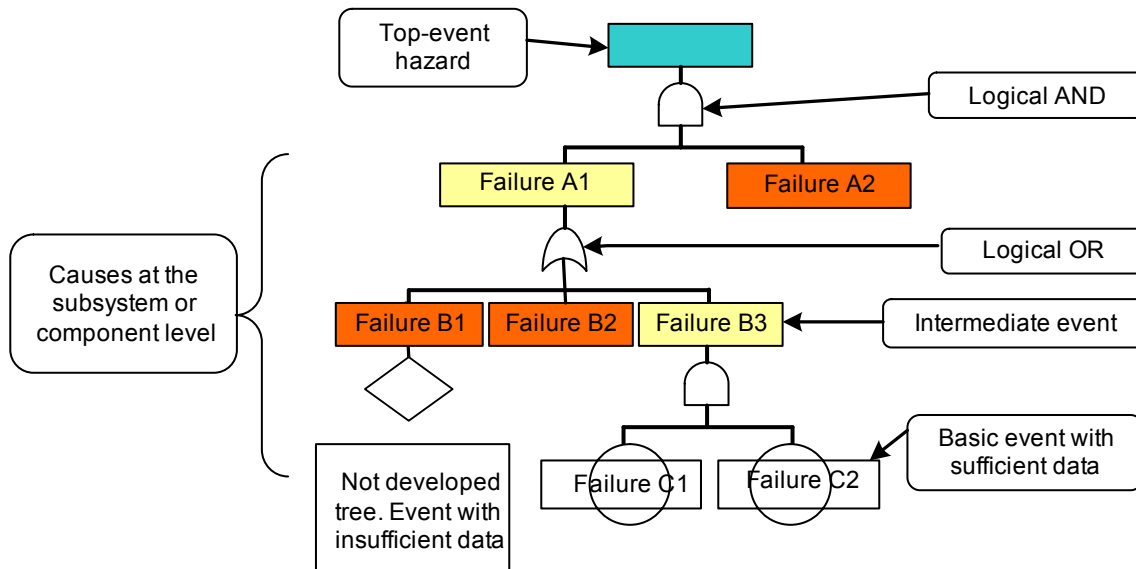 Top-event
hazard
Logical AND
Failure A1
Failure A2
Logical OR
Causes at the
subsystem or
component level
Failure B1
Failure B2
Failure B3
Intermediate event
Basic event with
sufficient data
Failure C1
Failure C2
Not developed
tree. Event with
insufficient data